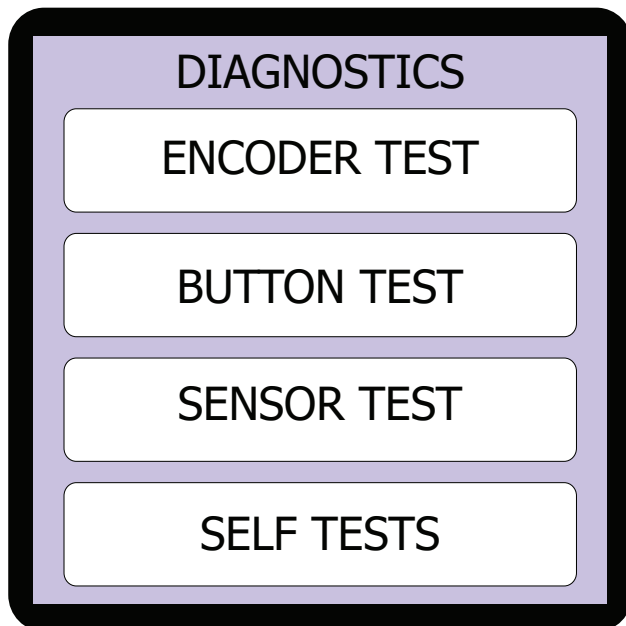 DIAGNOSTICS
ENCODER TEST
BUTTON TEST
SENSOR TEST
SELF TESTS